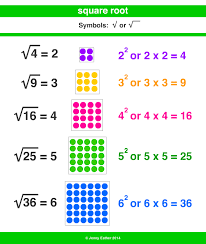 square root
Symbols: √ or √‾
√4 = 2 2² or 2 x 2 = 4
√9 = 3 3² or 3 x 3 = 9
√16 = 4 4² or 4 x 4 = 16
√25 = 5 5² or 5 x 5 = 25
√36 = 6 6² or 6 x 6 = 36
© Jenny Eather 2014